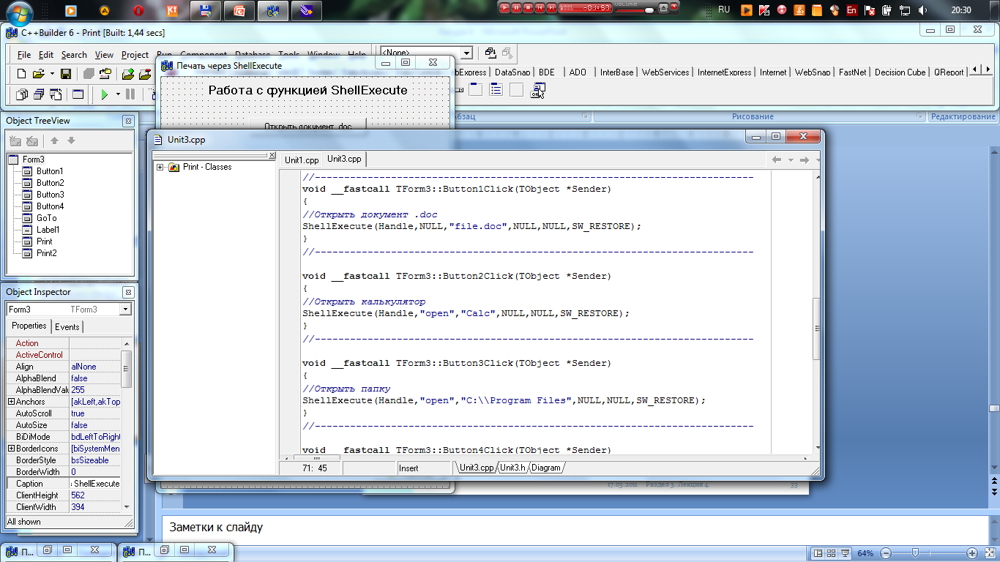 RU
En
20:30
VOLUME
C++Builder 6 - Print [Built: 1,44 secs]
File Edit Search View Project Run Component Database Tools Window Help
<None>
Печать через ShellExecute
DataSnap BDE ADO InterBase WebServices InternetExpress Internet WebSnap FastNet Decision Cube QReport
Работа с функцией ShellExecute
Открыть документ .doc
Рисование
Редактирование
Object TreeView
Form3
Button1
Button2
Button3
Button4
GoTo
Label1
Print
Print2
Object Inspector
Form3 TForm3
Properties Events
Action
ActiveControl
Align alNone
AlphaBlend false
AlphaBlendValu 255
Anchors [akLeft,akTop
AutoScroll true
AutoSize false
BiDiMode bdLeftToRigh
BorderIcons [biSystemMen
BorderStyle bsSizeable
BorderWidth 0
Caption ShellExecute
ClientHeight 562
ClientWidth 394
All shown
Unit3.cpp
Print - Classes
Unit1.cpp Unit3.cpp
//---------------------------------------------------------------------------
void __fastcall TForm3::Button1Click(TObject *Sender)
{
//Открыть документ .doc
ShellExecute(Handle,NULL,"file.doc",NULL,NULL,SW_RESTORE);
}
//---------------------------------------------------------------------------
void __fastcall TForm3::Button2Click(TObject *Sender)
{
//Открыть калькулятор
ShellExecute(Handle,"open","Calc",NULL,NULL,SW_RESTORE);
}
//---------------------------------------------------------------------------
void __fastcall TForm3::Button3Click(TObject *Sender)
{
//Открыть папку
ShellExecute(Handle,"open","C:\\Program Files",NULL,NULL,SW_RESTORE);
}
//---------------------------------------------------------------------------
void __fastcall TForm3::Button4Click(TObject *Sender)
71: 45 Insert Unit3.cpp Unit3.h Diagram
17.03.2011 Раздел 3. Лекция 4. 33
Заметки к слайду
П... П...
64%